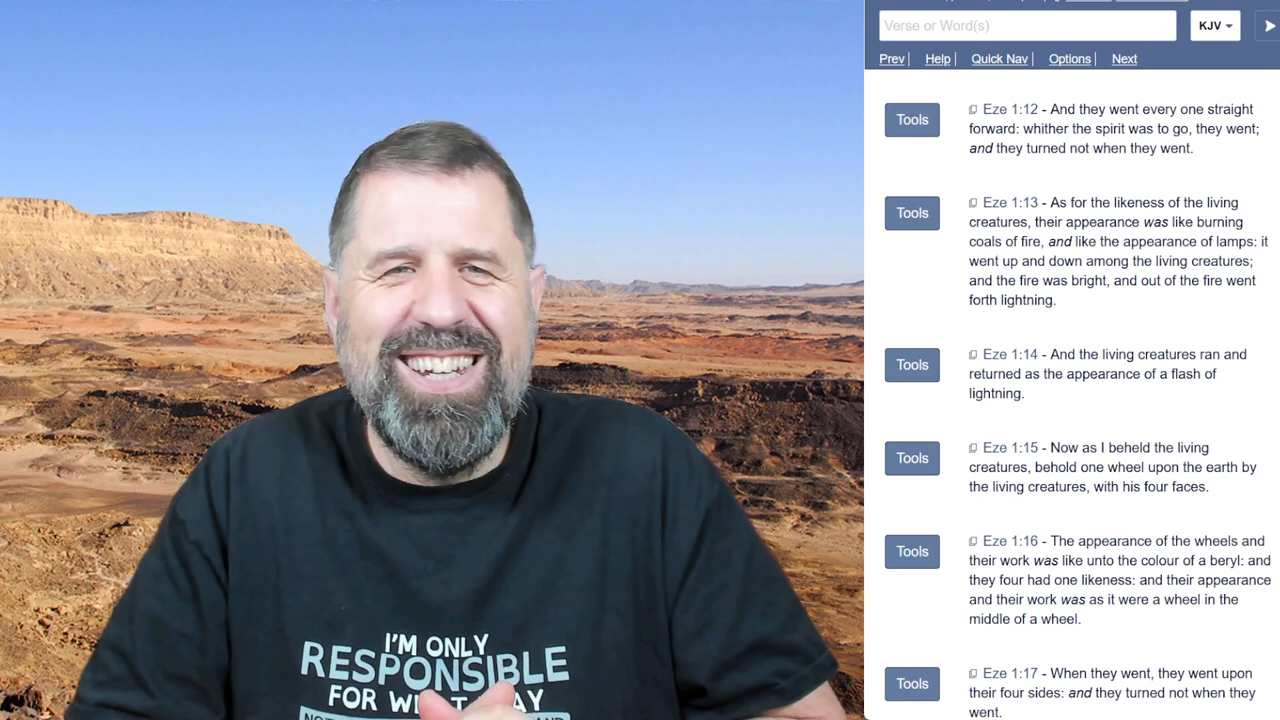 I'M ONLY
RESPONSIBLE
FOR
Verse or Word(s)
KJV
Prev
Help
Quick Nav
Options
Next
Tools
Eze 1:12 - And they went every one straight
forward: whither the spirit was to go, they went;
and they turned not when they went.
Tools
Eze 1:13 - As for the likeness of the living
creatures, their appearance was like burning
coals of fire, and like the appearance of lamps: it
went up and down among the living creatures;
and the fire was bright, and out of the fire went
forth lightning.
Tools
Eze 1:14 - And the living creatures ran and
returned as the appearance of a flash of
lightning.
Tools
Eze 1:15 - Now as I beheld the living
creatures, behold one wheel upon the earth by
the living creatures, with his four faces.
Tools
Eze 1:16 - The appearance of the wheels and
their work was like unto the colour of a beryl: and
they four had one likeness: and their appearance
and their work was as it were a wheel in the
middle of a wheel.
Tools
Eze 1:17 - When they went, they went upon
their four sides: and they turned not when they
went.